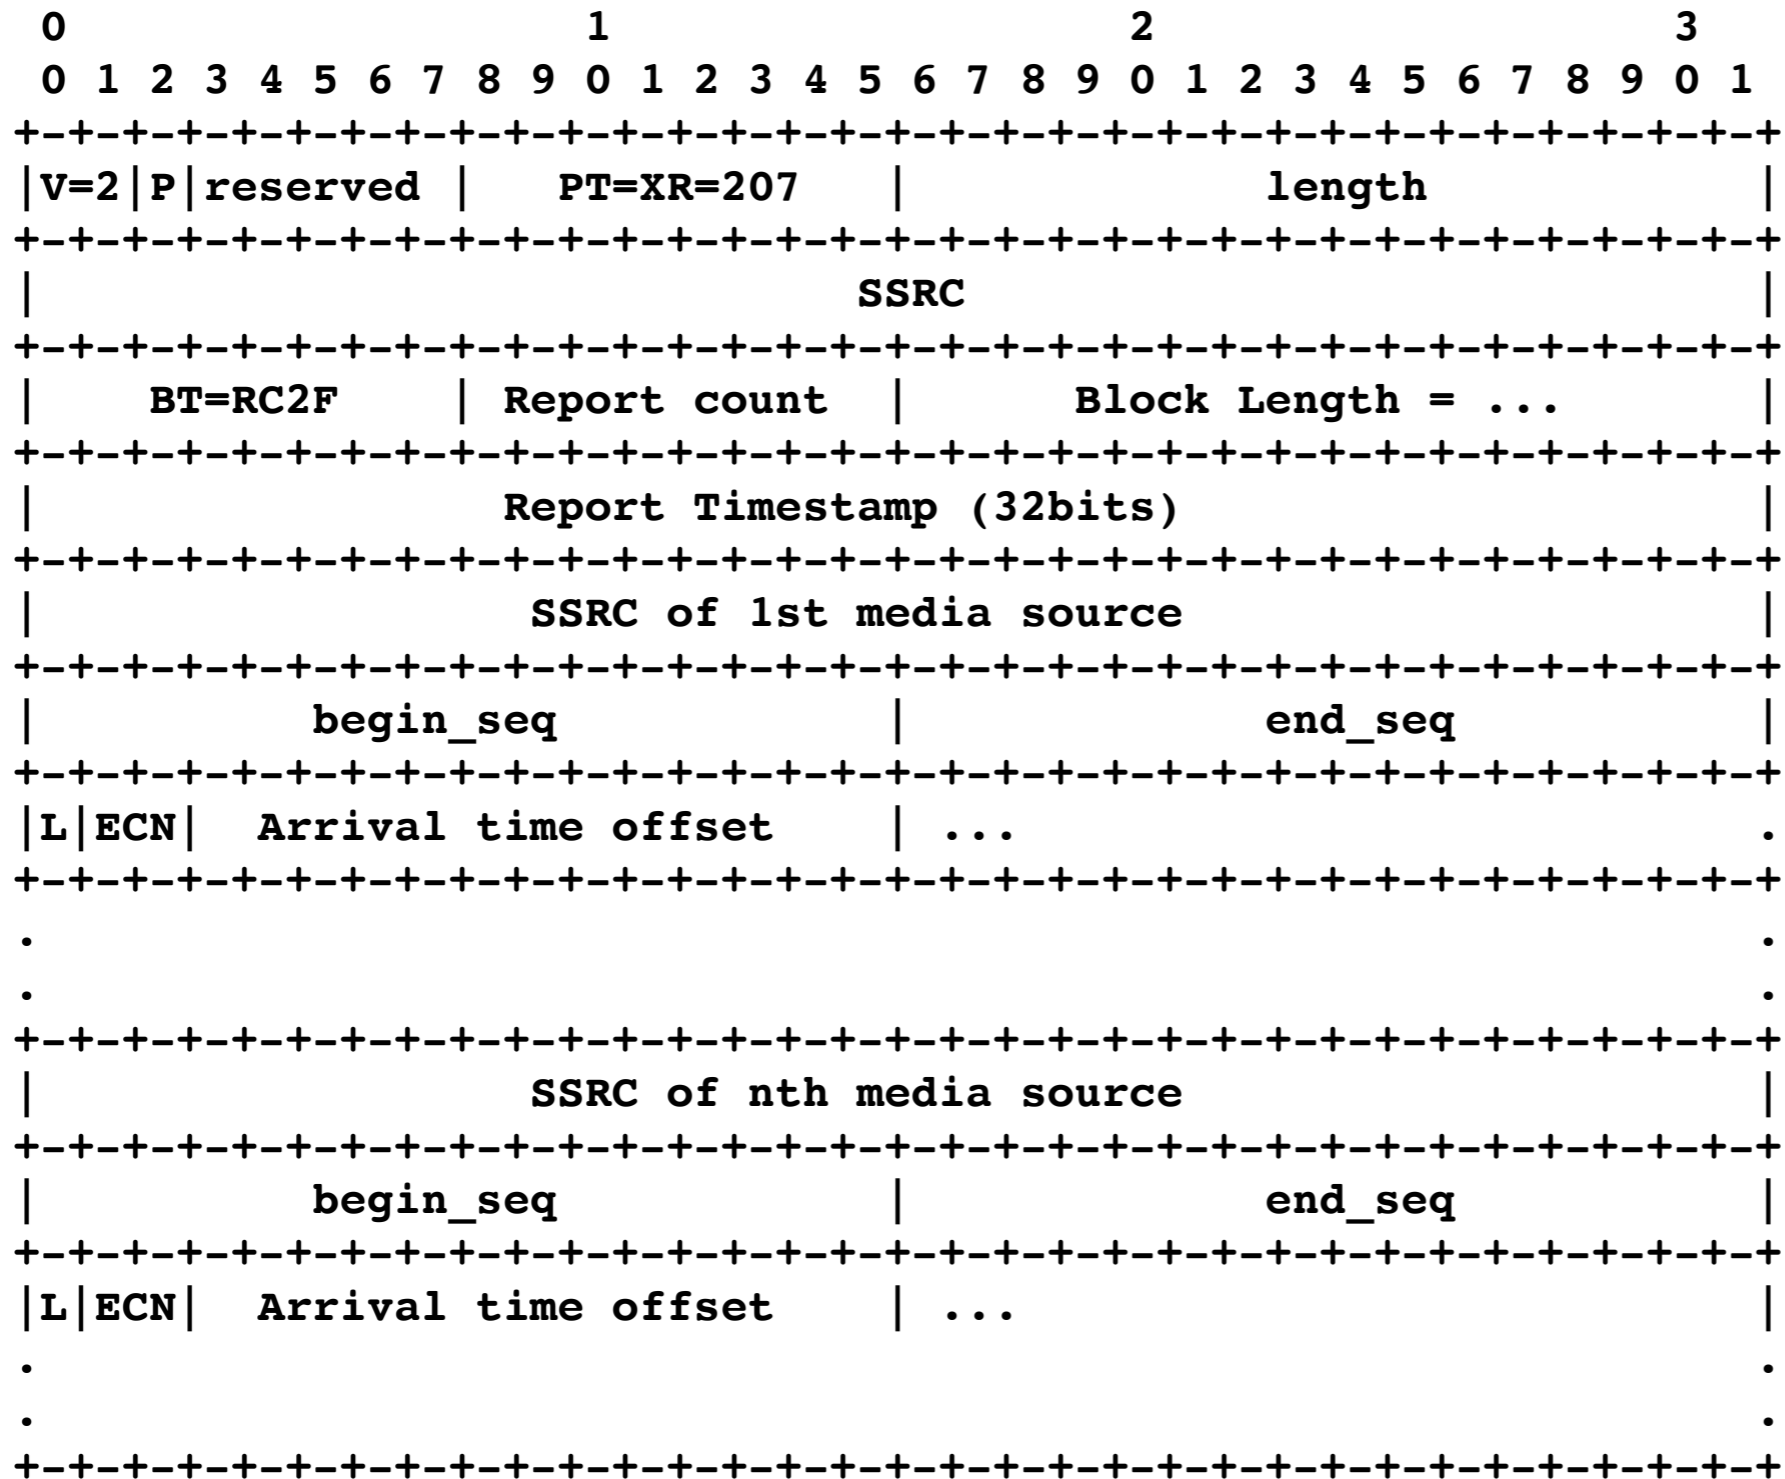 0                   1                   2                   3
 0 1 2 3 4 5 6 7 8 9 0 1 2 3 4 5 6 7 8 9 0 1 2 3 4 5 6 7 8 9 0 1
+-+-+-+-+-+-+-+-+-+-+-+-+-+-+-+-+-+-+-+-+-+-+-+-+-+-+-+-+-+-+-+-+
|V=2|P|reserved |   PT=XR=207   |             length            |
+-+-+-+-+-+-+-+-+-+-+-+-+-+-+-+-+-+-+-+-+-+-+-+-+-+-+-+-+-+-+-+-+
|                              SSRC                             |
+-+-+-+-+-+-+-+-+-+-+-+-+-+-+-+-+-+-+-+-+-+-+-+-+-+-+-+-+-+-+-+-+
|    BT=RC2F    | Report count  |      Block Length = ...       |
+-+-+-+-+-+-+-+-+-+-+-+-+-+-+-+-+-+-+-+-+-+-+-+-+-+-+-+-+-+-+-+-+
|                 Report Timestamp (32bits)                     |
+-+-+-+-+-+-+-+-+-+-+-+-+-+-+-+-+-+-+-+-+-+-+-+-+-+-+-+-+-+-+-+-+
|                  SSRC of 1st media source                     |
+-+-+-+-+-+-+-+-+-+-+-+-+-+-+-+-+-+-+-+-+-+-+-+-+-+-+-+-+-+-+-+-+
|          begin_seq            |             end_seq           |
+-+-+-+-+-+-+-+-+-+-+-+-+-+-+-+-+-+-+-+-+-+-+-+-+-+-+-+-+-+-+-+-+
|L|ECN|  Arrival time offset    | ...                           .
+-+-+-+-+-+-+-+-+-+-+-+-+-+-+-+-+-+-+-+-+-+-+-+-+-+-+-+-+-+-+-+-+
.                                                               .
.                                                               .
+-+-+-+-+-+-+-+-+-+-+-+-+-+-+-+-+-+-+-+-+-+-+-+-+-+-+-+-+-+-+-+-+
|                  SSRC of nth media source                     |
+-+-+-+-+-+-+-+-+-+-+-+-+-+-+-+-+-+-+-+-+-+-+-+-+-+-+-+-+-+-+-+-+
|          begin_seq            |             end_seq           |
+-+-+-+-+-+-+-+-+-+-+-+-+-+-+-+-+-+-+-+-+-+-+-+-+-+-+-+-+-+-+-+-+
|L|ECN|  Arrival time offset    | ...                           |
.                                                               .
.                                                               .
+-+-+-+-+-+-+-+-+-+-+-+-+-+-+-+-+-+-+-+-+-+-+-+-+-+-+-+-+-+-+-+-+